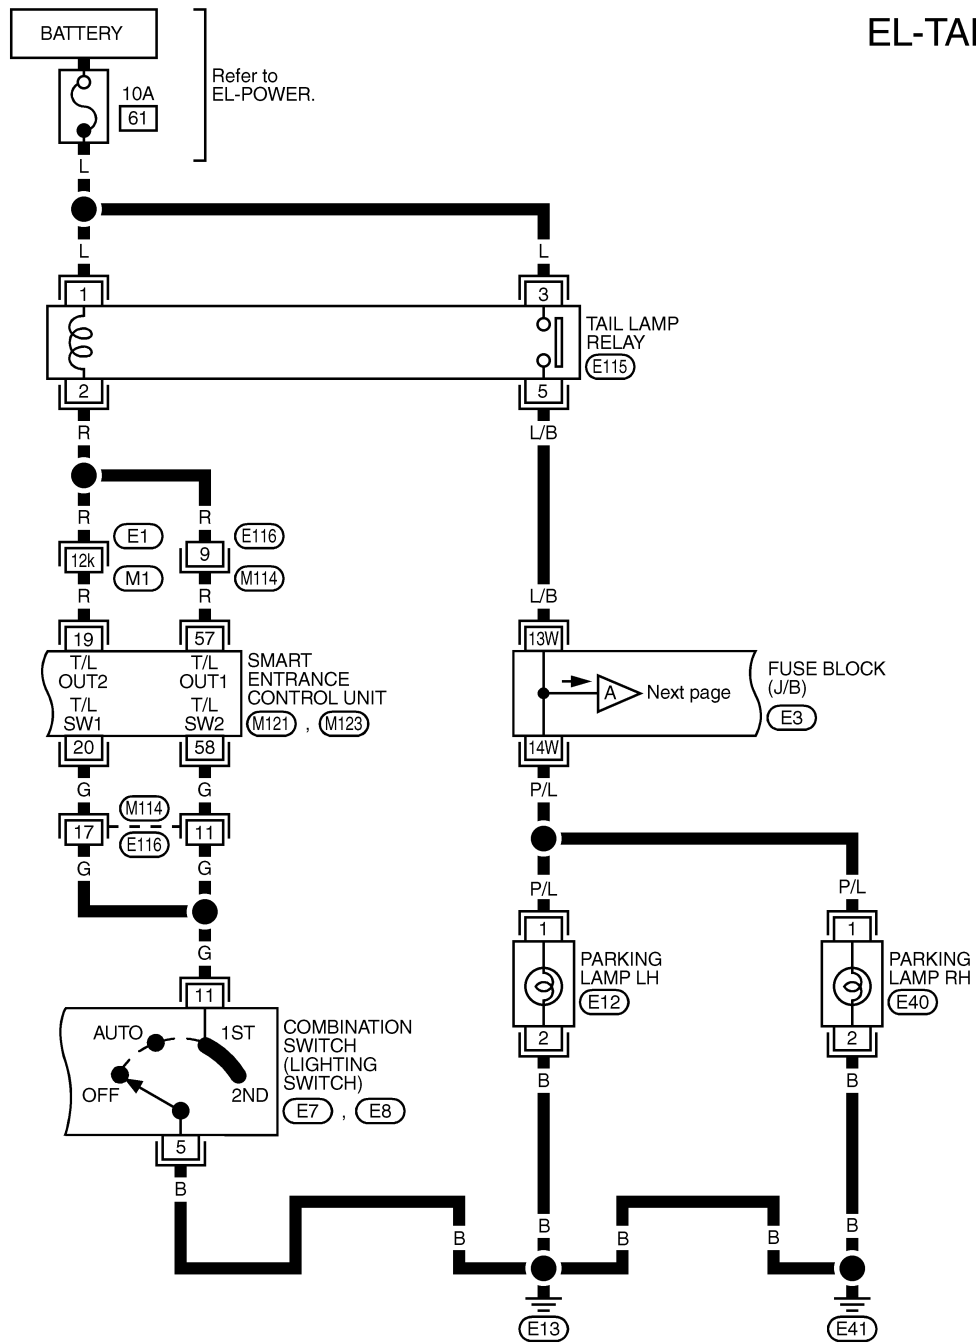 EL-TAI
BATTERY
10A
61
Refer to
EL-POWER.
L
L
L
1
3
TAIL LAMP
RELAY
E115
2
5
R
L/B
R
R
E1
E116
12k
9
M1
M114
R
R
L/B
19
57
13W
T/L
OUT2
T/L
OUT1
T/L
SW1
T/L
SW2
SMART
ENTRANCE
CONTROL UNIT
M121 , M123
A
Next page
FUSE BLOCK
(J/B)
E3
20
58
14W
G
G
P/L
M114
17
11
E116
G
G
P/L
P/L
G
1
1
PARKING
LAMP LH
E12
PARKING
LAMP RH
E40
11
AUTO
1ST
OFF
2ND
COMBINATION
SWITCH
(LIGHTING
SWITCH)
E7 , E8
2
2
B
B
5
B
B
B
B
B
B
E13
E41